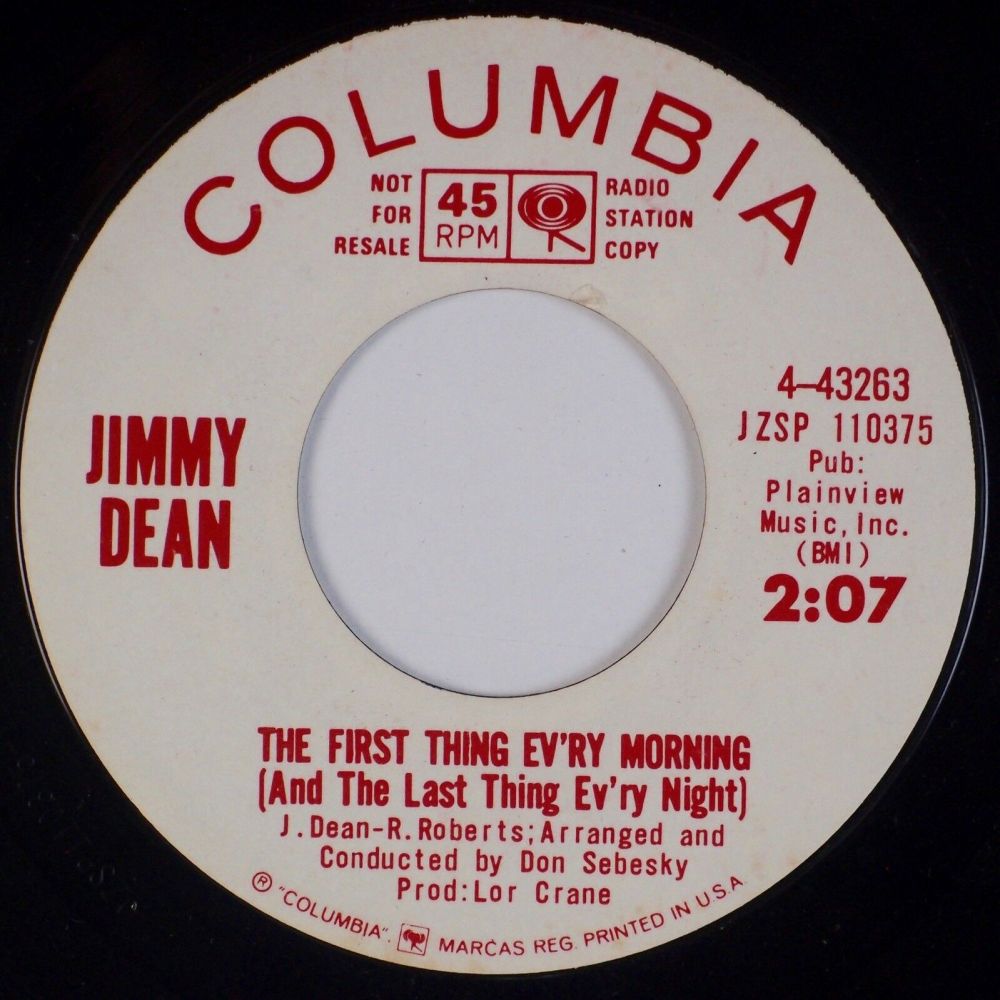 COLUMBIA
NOT
FOR
RESALE
45
RPM
RADIO
STATION
COPY
JIMMY
DEAN
4-43263
JZSP 110375
Pub:
Plainview
Music, Inc.
(BMI)
2:07
THE FIRST THING EV'RY MORNING
(And The Last Thing Ev'ry Night)
J. Dean-R. Roberts; Arranged and
Conducted by Don Sebesky
Prod: Lor Crane
® "COLUMBIA". MARCAS REG. PRINTED IN U.S.A.